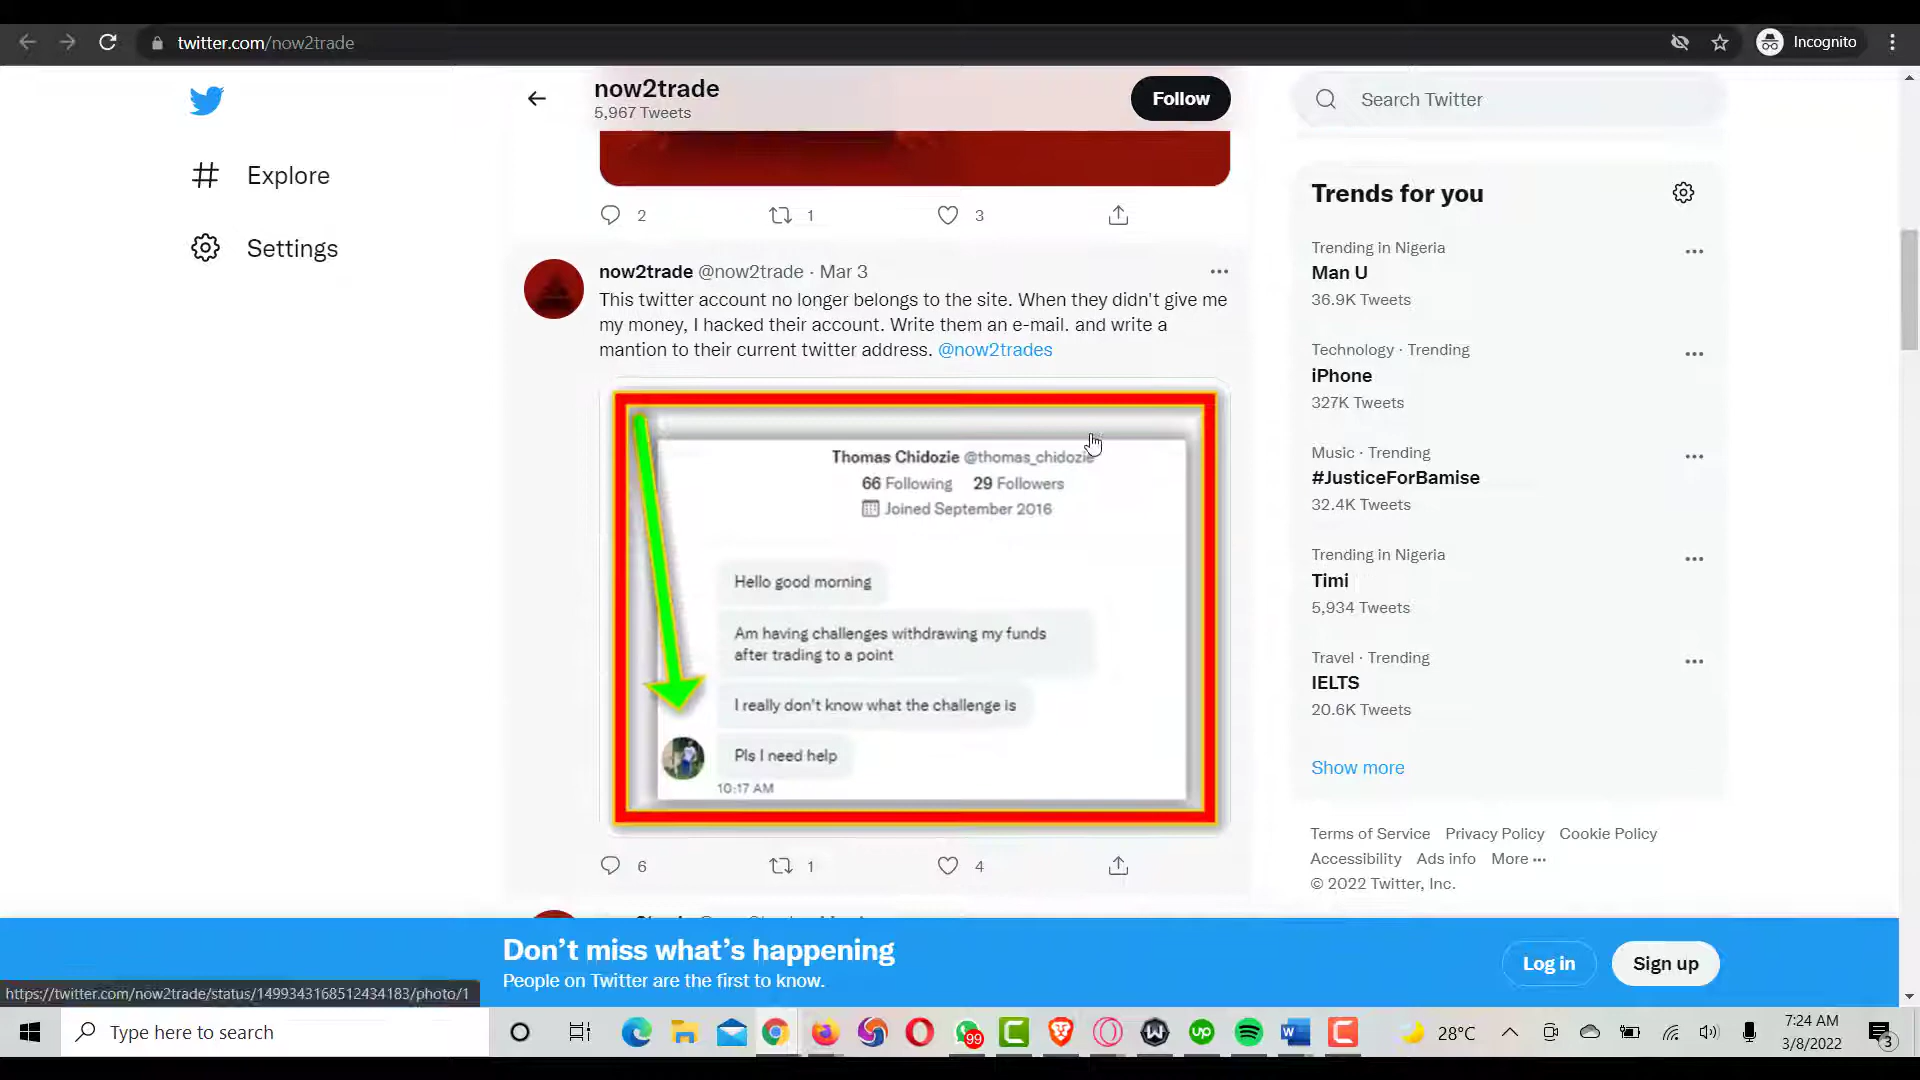 twitter.com/now2trade
Incognito
now2trade
5,967 Tweets
Follow
Search Twitter
Explore
Settings
2
1
3
now2trade @now2trade · Mar 3
This twitter account no longer belongs to the site. When they didn't give me
my money, I hacked their account. Write them an e-mail. and write a
mantion to their current twitter address. @now2trades
Thomas Chidozie @thomas_chidozie
66 Following 29 Followers
Joined September 2016
Hello good morning
Am having challenges withdrawing my funds
after trading to a point
I really don't know what the challenge is
Pls I need help
10:17 AM
6
1
4
Trends for you
Trending in Nigeria
Man U
36.9K Tweets
Technology · Trending
iPhone
327K Tweets
Music · Trending
#JusticeForBamise
32.4K Tweets
Trending in Nigeria
Timi
5,934 Tweets
Travel · Trending
IELTS
20.6K Tweets
Show more
Terms of Service Privacy Policy Cookie Policy
Accessibility Ads info More ···
© 2022 Twitter, Inc.
Don't miss what's happening
People on Twitter are the first to know.
Log in
Sign up
https://twitter.com/now2trade/status/1499343168512434183/photo/1
Type here to search
99
up
W
28°C
7:24 AM
3/8/2022
3